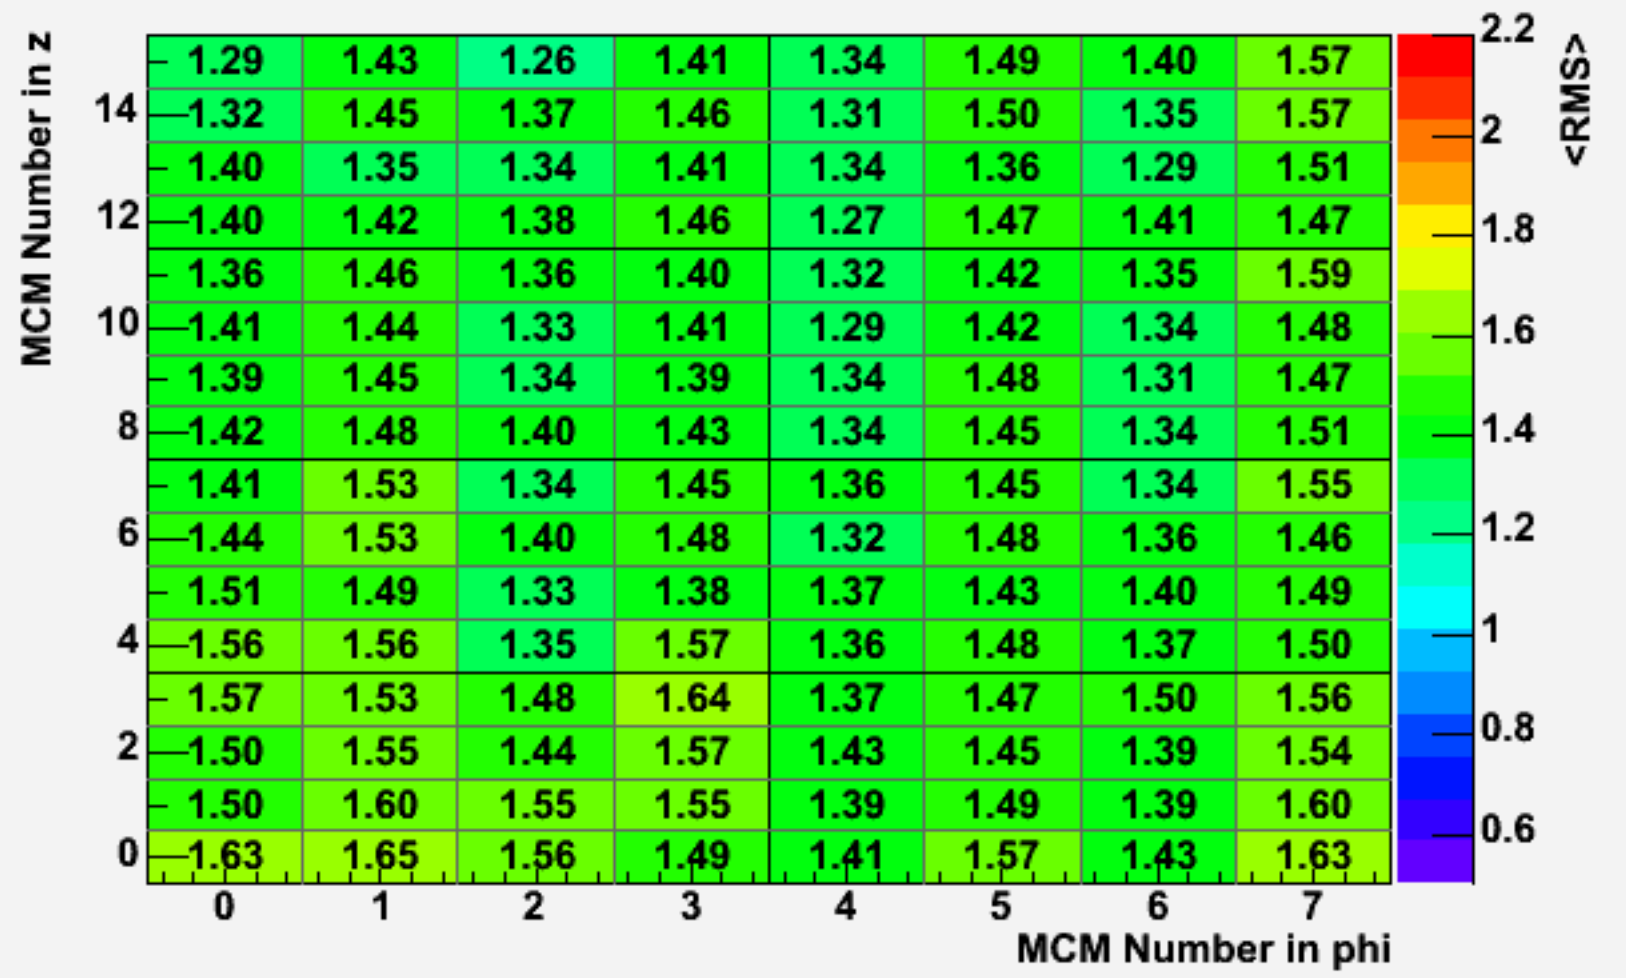 2.2
1.29 1.43 1.26 1.41 1.34 1.49 1.40 1.57
14 1.32 1.45 1.37 1.46 1.31 1.50 1.35 1.57
2
1.40 1.35 1.34 1.41 1.34 1.36 1.29 1.51
12 1.40 1.42 1.38 1.46 1.27 1.47 1.41 1.47
1.8
1.36 1.46 1.36 1.40 1.32 1.42 1.35 1.59
10 1.41 1.44 1.33 1.41 1.29 1.42 1.34 1.48
1.6
1.39 1.45 1.34 1.39 1.34 1.48 1.31 1.47
8 1.42 1.48 1.40 1.43 1.34 1.45 1.34 1.51
1.4
1.41 1.53 1.34 1.45 1.36 1.45 1.34 1.55
6 1.44 1.53 1.40 1.48 1.32 1.48 1.36 1.46
1.2
1.51 1.49 1.33 1.38 1.37 1.43 1.40 1.49
4 1.56 1.56 1.35 1.57 1.36 1.48 1.37 1.50
1
1.57 1.53 1.48 1.64 1.37 1.47 1.50 1.56
2 1.50 1.55 1.44 1.57 1.43 1.45 1.39 1.54
0.8
1.50 1.60 1.55 1.55 1.39 1.49 1.39 1.60
0.6
0 1.63 1.65 1.56 1.49 1.41 1.57 1.43 1.63
0 1 2 3 4 5 6 7
MCM Number in phi
MCM Number in z
<RMS>